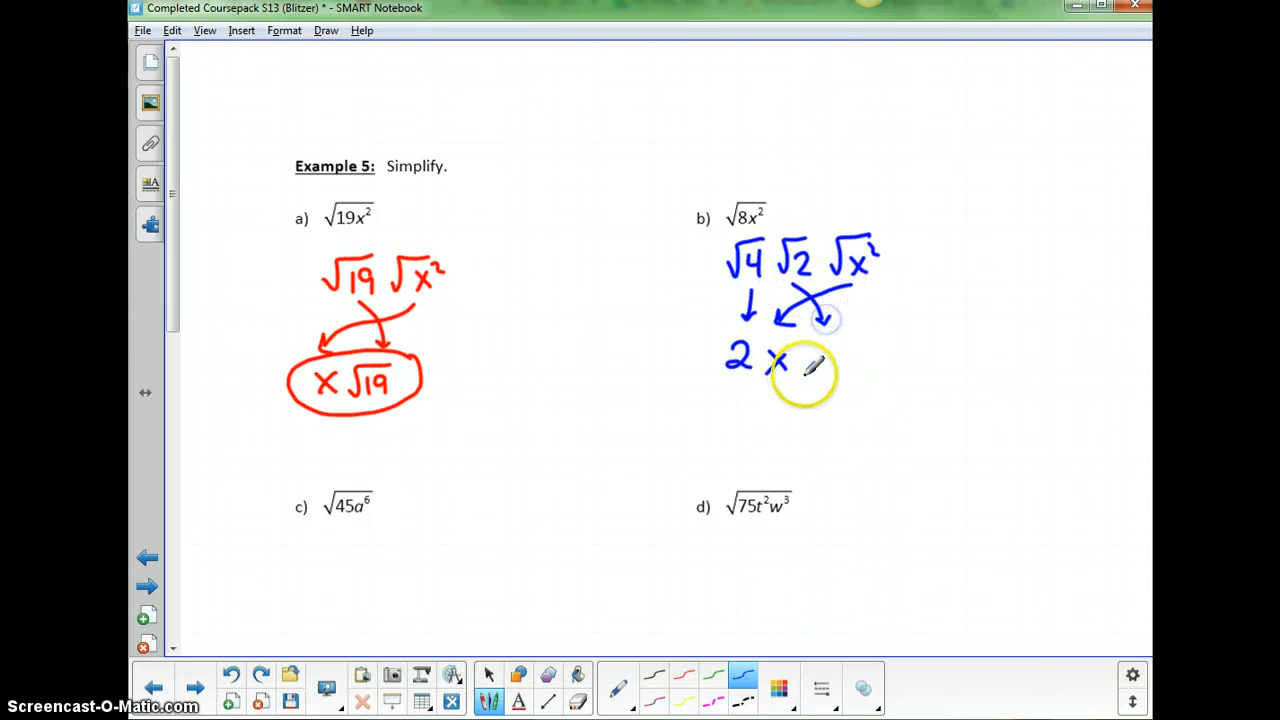 Completed Coursepack S13 (Blitzer) * - SMART Notebook
File Edit View Insert Format Draw Help
Example 5: Simplify.
a) √19x²
b) √8x²
√19 √x²
√4 √2 √x²
x √19
2 x
c) √45a⁶
d) √75t²w³
Screencast-O-Matic.com